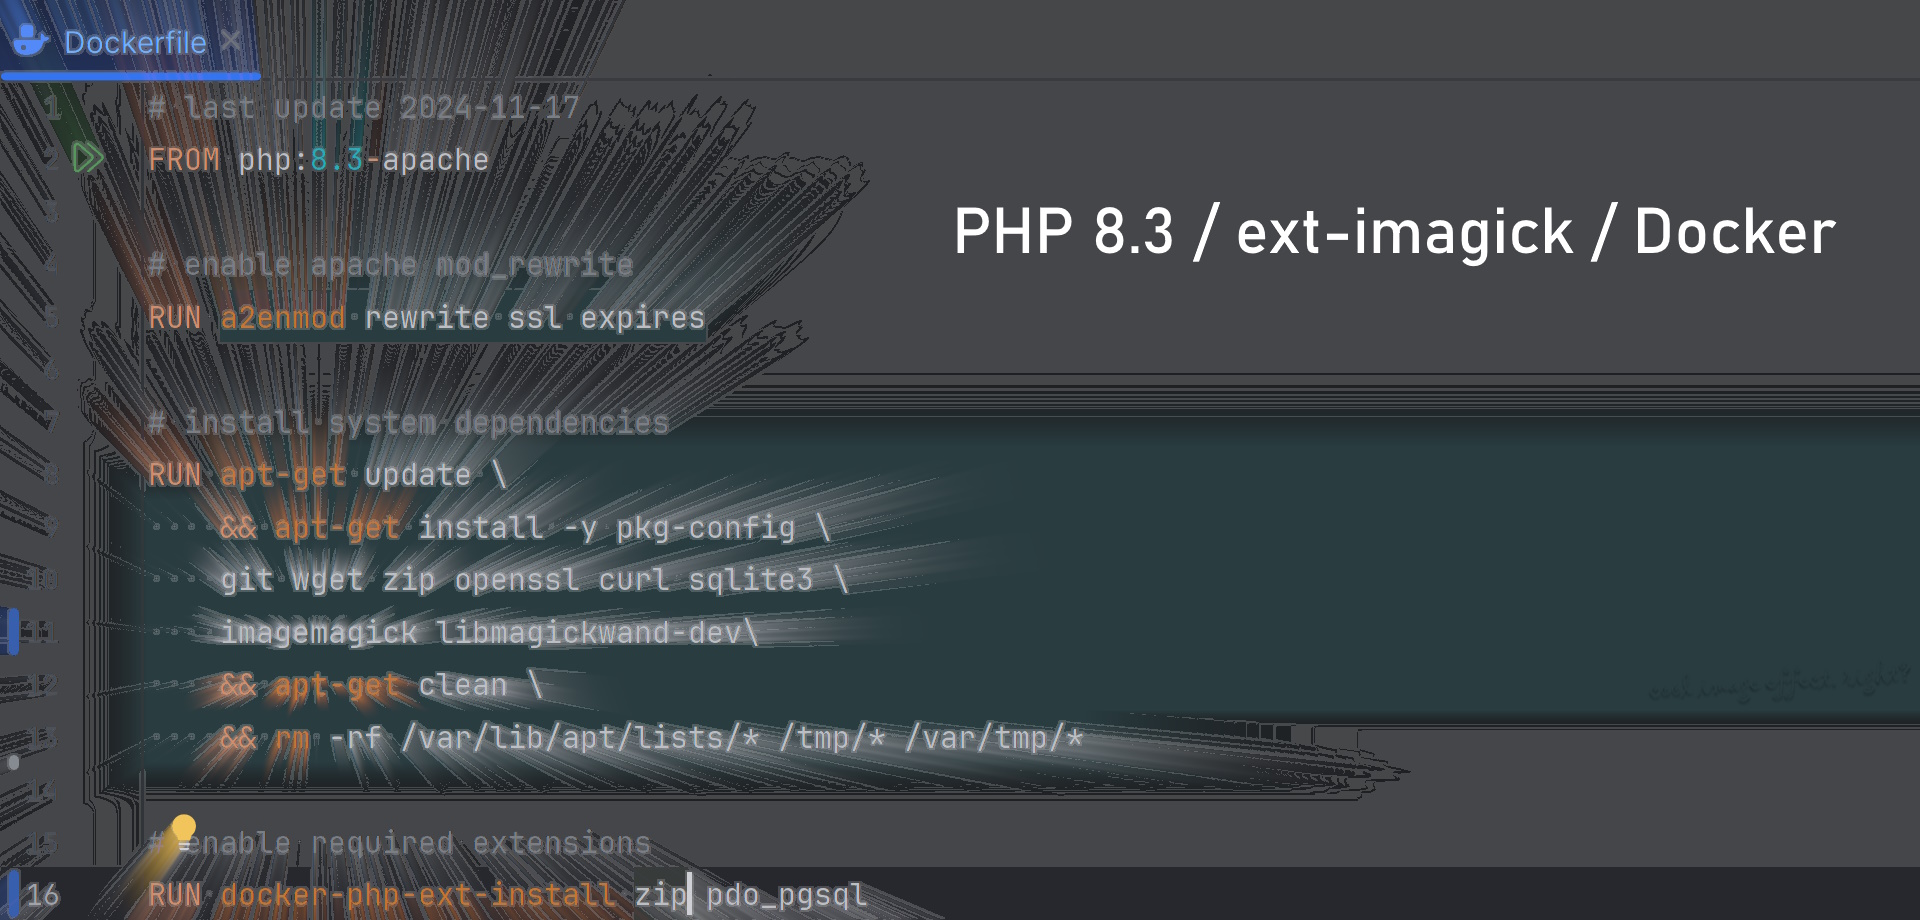 Dockerfile ×
1 # last update 2024-11-17
2 FROM php:8.3-apache
3
PHP 8.3 / ext-imagick / Docker
4 # enable apache mod_rewrite
5 RUN a2enmod rewrite ssl expires
6
7 # install system dependencies
8 RUN apt-get update \
9 && apt-get install -y pkg-config \
10 git wget zip openssl curl sqlite3 \
11 imagemagick libmagickwand-dev\
12 && apt-get clean \
cool image effect, right?
13 && rm -rf /var/lib/apt/lists/* /tmp/* /var/tmp/*
14
15 # enable required extensions
16 RUN docker-php-ext-install zip pdo_pgsql